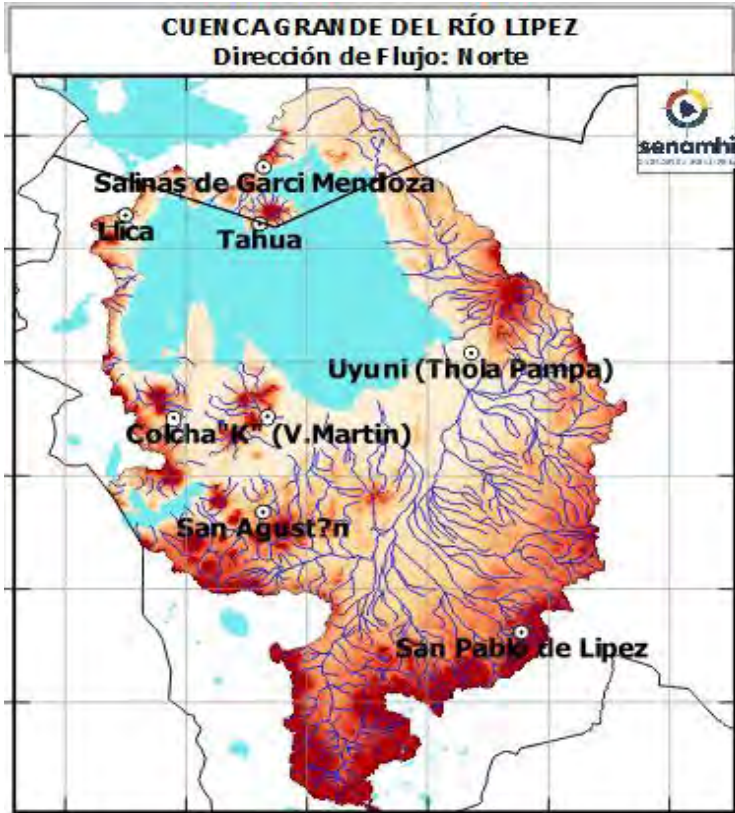 CUENCA GRANDE DEL RÍO LIPEZ
Dirección de Flujo: Norte
senamhi
Salinas de Garci Mendoza
Llica
Tahua
Uyuni (Thola Pampa)
Colcha"K" (V.Martin)
San Agust?n
San Pablo de Lipez